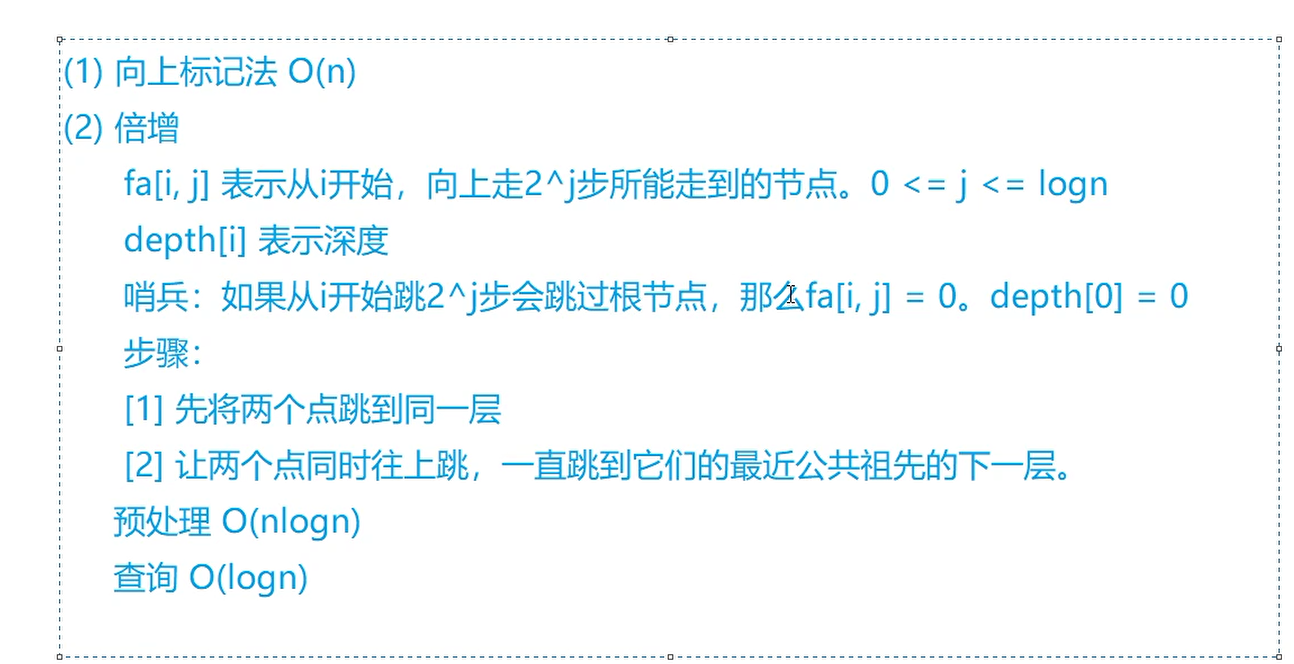 (1) 向上标记法 O(n)
(2) 倍增
fa[i, j] 表示从i开始，向上走2^j步所能走到的节点。0 <= j <= logn
depth[i] 表示深度
哨兵：如果从i开始跳2^j步会跳过根节点，那么fa[i, j] = 0。depth[0] = 0
步骤：
[1] 先将两个点跳到同一层
[2] 让两个点同时往上跳，一直跳到它们的最近公共祖先的下一层。
预处理 O(nlogn)
查询 O(logn)